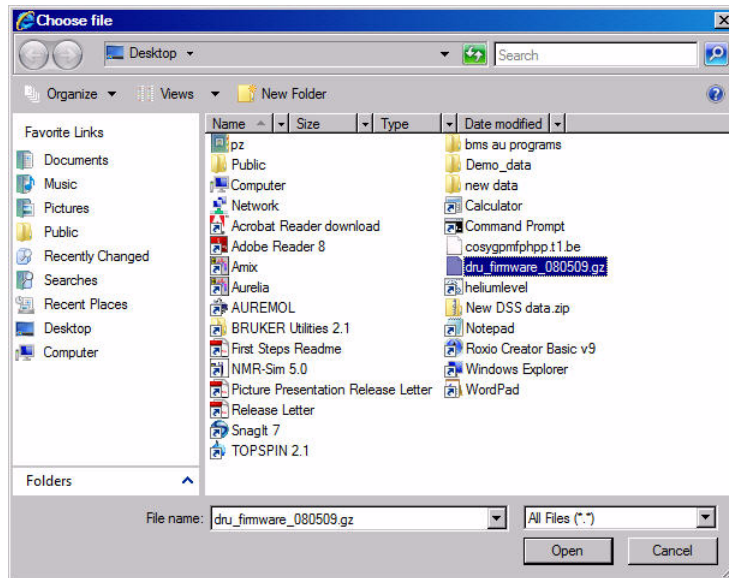 Choose file
Desktop
Search
Organize Views New Folder
Favorite Links
Documents
Music
Pictures
Public
Recently Changed
Searches
Recent Places
Desktop
Computer
Folders
Name Size Type Date modified
pz
Public
Computer
Network
Acrobat Reader download
Adobe Reader 8
Amix
Aurelia
AUREMOL
BRUKER Utilities 2.1
First Steps Readme
NMR-Sim 5.0
Picture Presentation Release Letter
Release Letter
SnagIt 7
TOPSPIN 2.1
bms au programs
Demo_data
new data
Calculator
Command Prompt
cosygpmfphpp.t1.be
dru_firmware_080509.gz
heliumlevel
New DSS data.zip
Notepad
Roxio Creator Basic v9
Windows Explorer
WordPad
File name: dru_firmware_080509.gz All Files (*.*)
Open Cancel